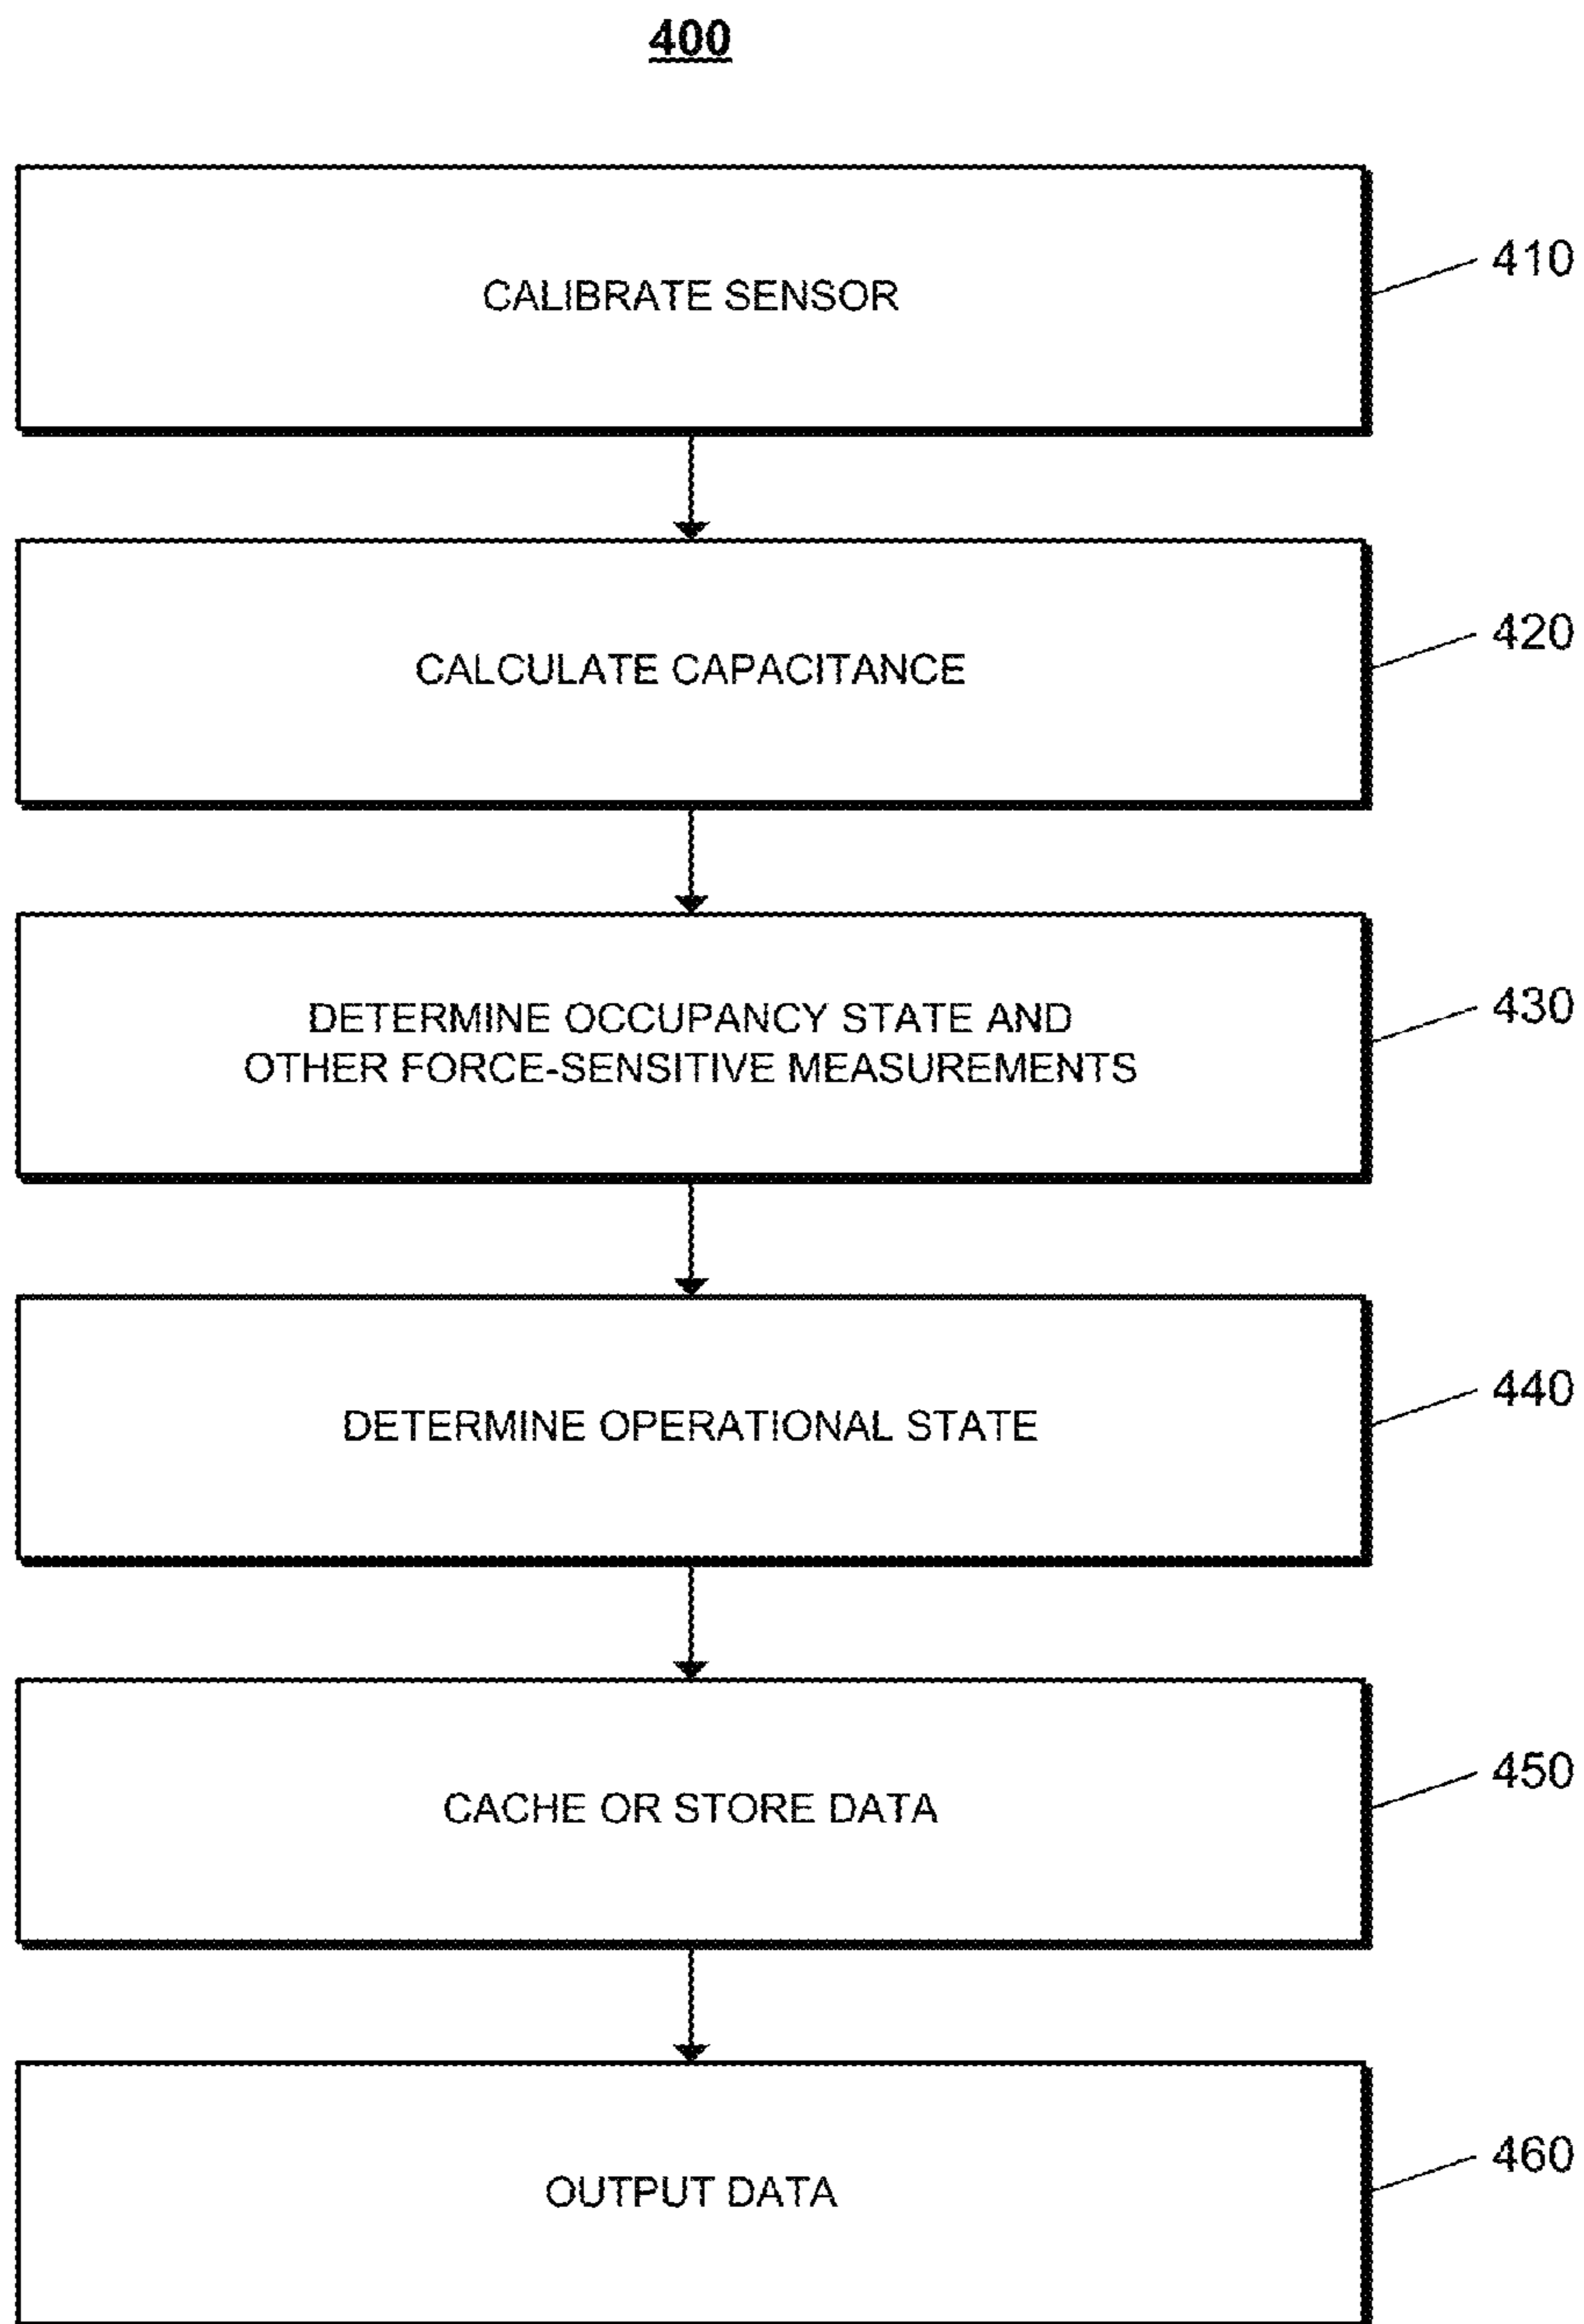 400
CALIBRATE SENSOR
410
CALCULATE CAPACITANCE
420
DETERMINE OCCUPANCY STATE AND
OTHER FORCE-SENSITIVE MEASUREMENTS
430
DETERMINE OPERATIONAL STATE
440
CACHE OR STORE DATA
450
OUTPUT DATA
460